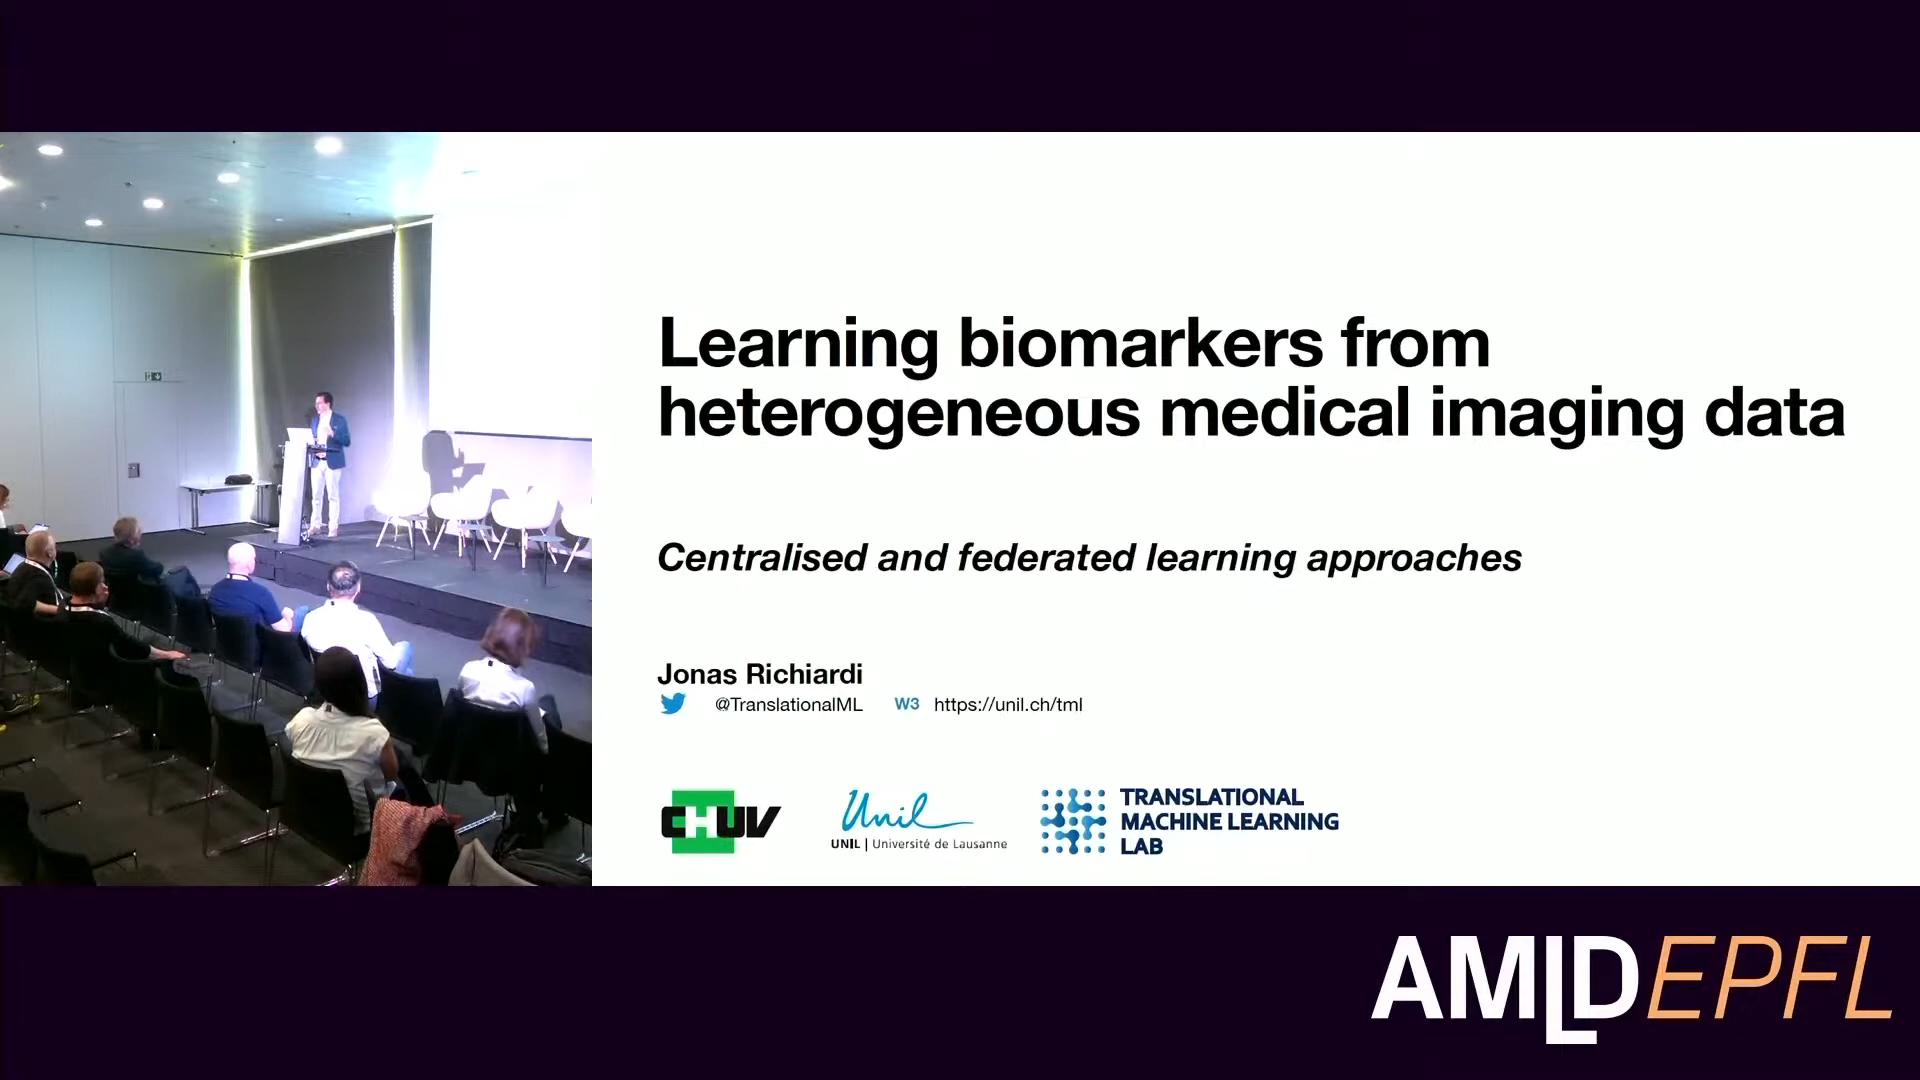 Learning biomarkers from
heterogeneous medical imaging data
Centralised and federated learning approaches
Jonas Richiardi
@TranslationalML W3 https://unil.ch/tml
CHUV
Unil
UNIL | Université de Lausanne
TRANSLATIONAL
MACHINE LEARNING
LAB
AMLD EPFL